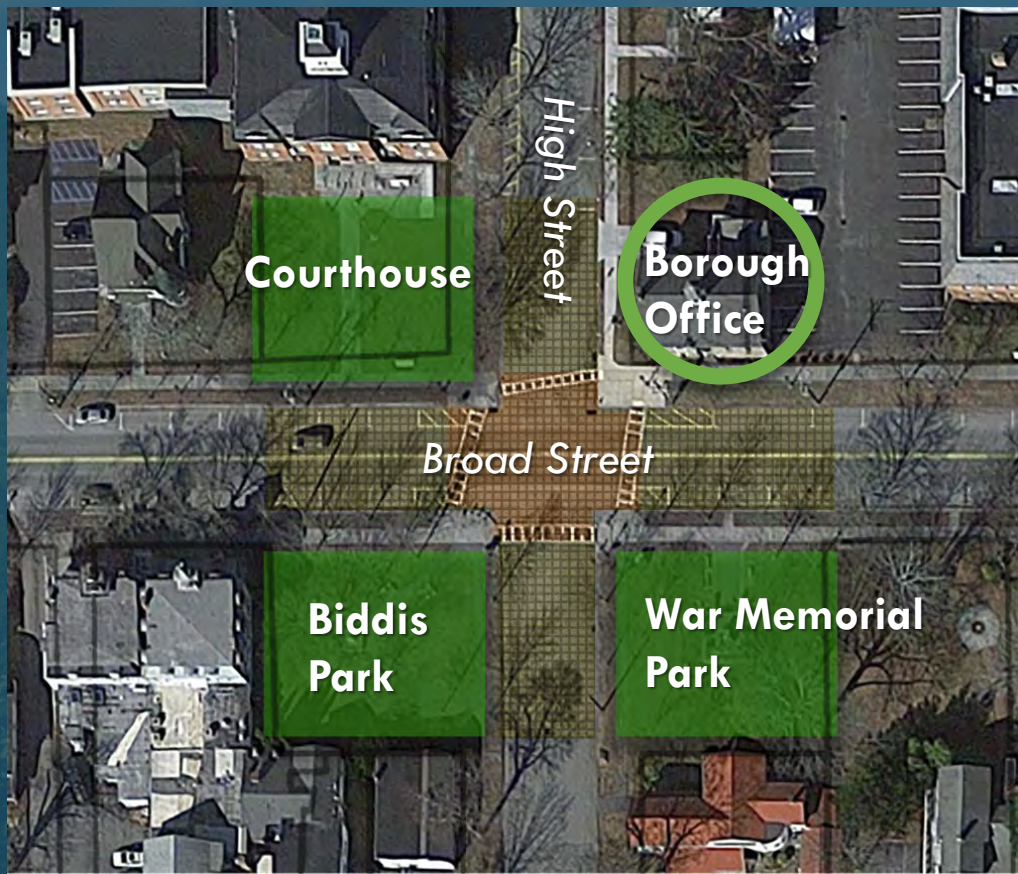 High Street
Courthouse
Borough
Office
Broad Street
Biddis
Park
War Memorial
Park